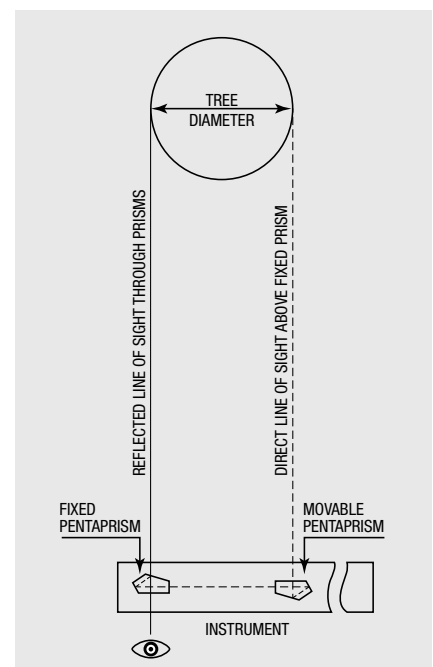 TREE
DIAMETER
REFLECTED LINE OF SIGHT THROUGH PRISMS
DIRECT LINE OF SIGHT ABOVE FIXED PRISM
FIXED
PENTAPRISM
MOVABLE
PENTAPRISM
INSTRUMENT